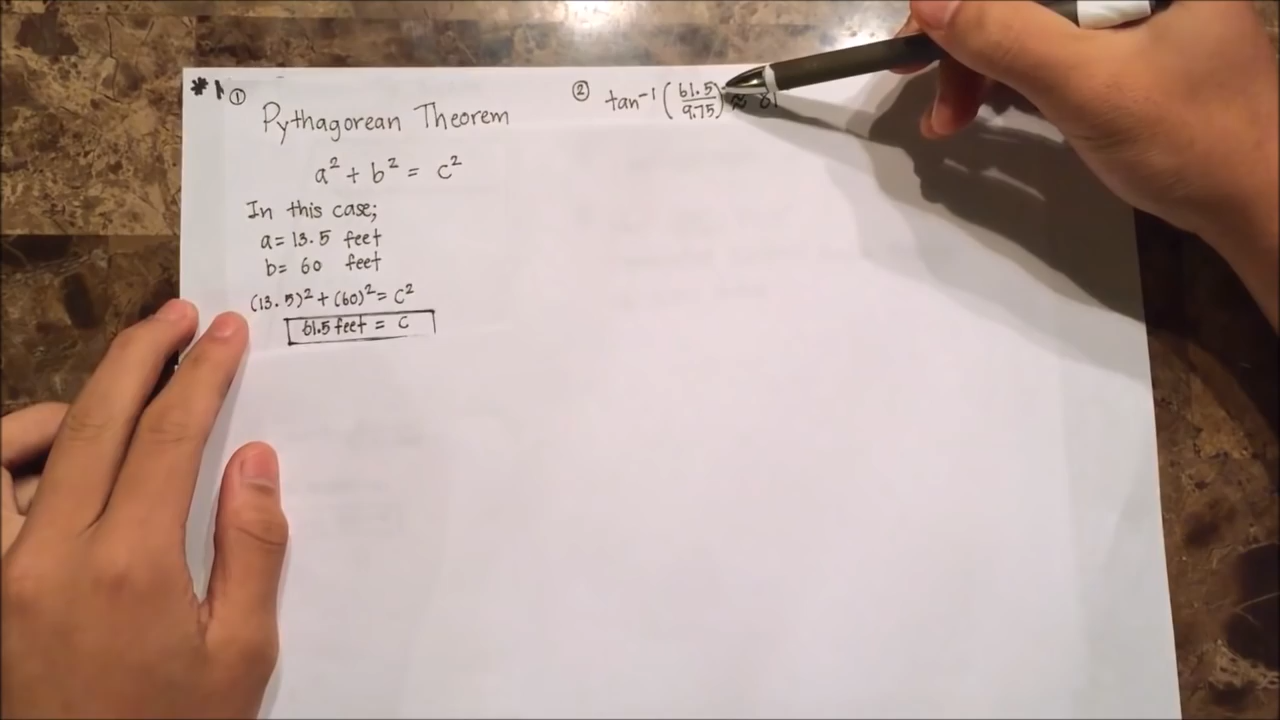 *1 ①
Pythagorean Theorem
a² + b² = c²
In this case;
a = 13.5 feet
b = 60 feet
(13.5)² + (60)² = c²
61.5 feet = c
② tan⁻¹ (61.5/9.75) ≈ 81